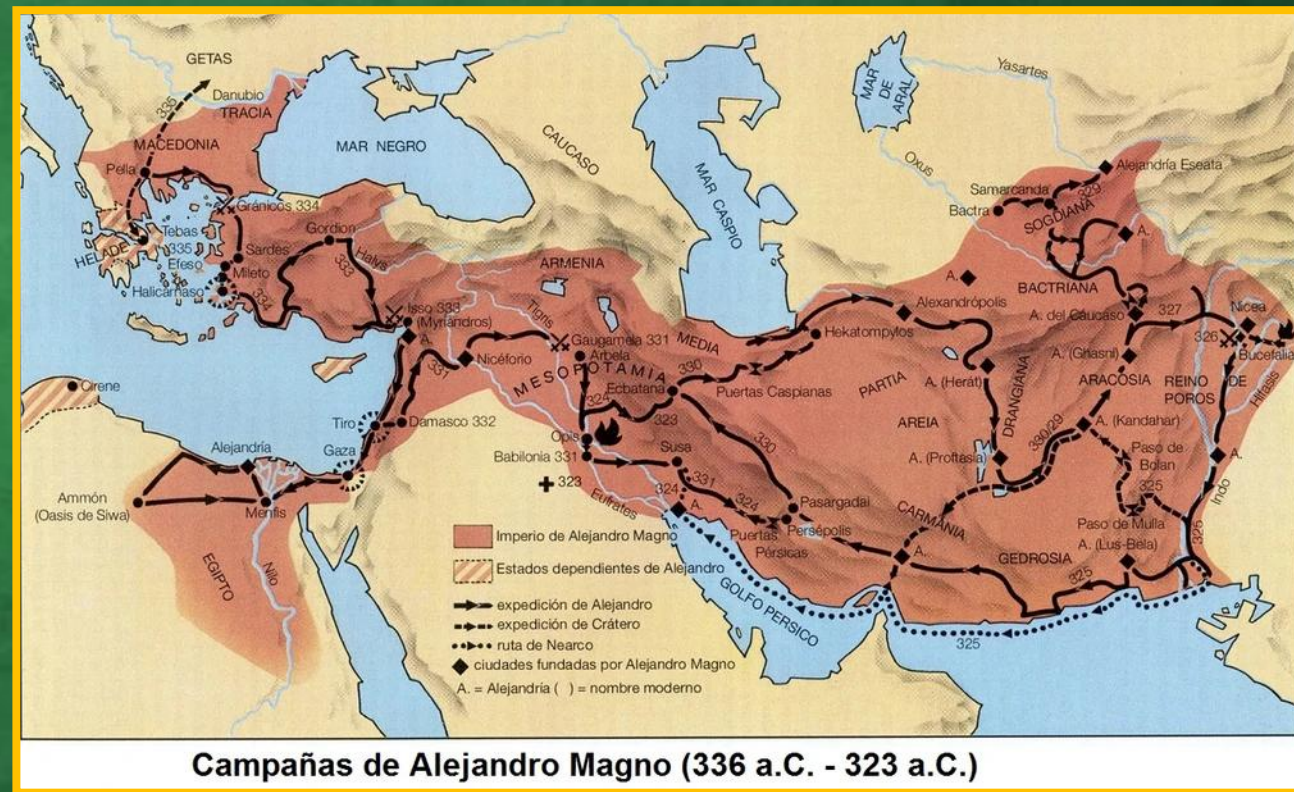 GETAS
Danubio
336
TRACIA
MACEDONIA
Pella
MAR NEGRO
CAUCASO
MAR CASPIO
MAR DE ARAL
Yasartes
Oxus
Alejandría Eseata
Samarcanda
329
Bactra
SOGDIANA
A.
Gránicos 334
Tebas
335
HELADE
Efeso
Sardes
Mileto
Halicarnaso
334
Gordion
Halys
333
ARMENIA
Isso 333
(Myriandros)
A.
331
Nicéforio
Tigris
Gaugamela 331
Arbela
MESOPOTAMIA
MEDIA
330
Ecbatana
324
323
Puertas Caspianas
Hekatompylos
Alexandrópolis
A.
BACTRIANA
A. del Caucaso
327
Nicea
326
Bucefalia
A. (Ghasni)
PARTIA
A. (Herát)
DRANGIANA
ARACOSIA
REINO DE POROS
Hifasis
AREIA
A. (Kandahar)
330/29
A. (Proftasia)
Paso de Bolan
325
A.
Indo
325
Cirene
Tiro
Damasco 332
Gaza
Alejandría
Ammón
(Oasis de Siwa)
Menfis
EGIPTO
Nilo
Opis
Babilonia 331
323
Eufrates
Susa
331
324
324
A.
330
Pasargadai
Persépolis
Puertas Pérsicas
CARMANIA
A.
GEDROSIA
Paso de Mulla
A. (Lus-Bela)
325
GOLFO PERSICO
325
Imperio de Alejandro Magno
Estados dependientes de Alejandro
expedición de Alejandro
expedición de Crátero
ruta de Nearco
ciudades fundadas por Alejandro Magno
A. = Alejandría ( ) = nombre moderno
Campañas de Alejandro Magno (336 a.C. - 323 a.C.)